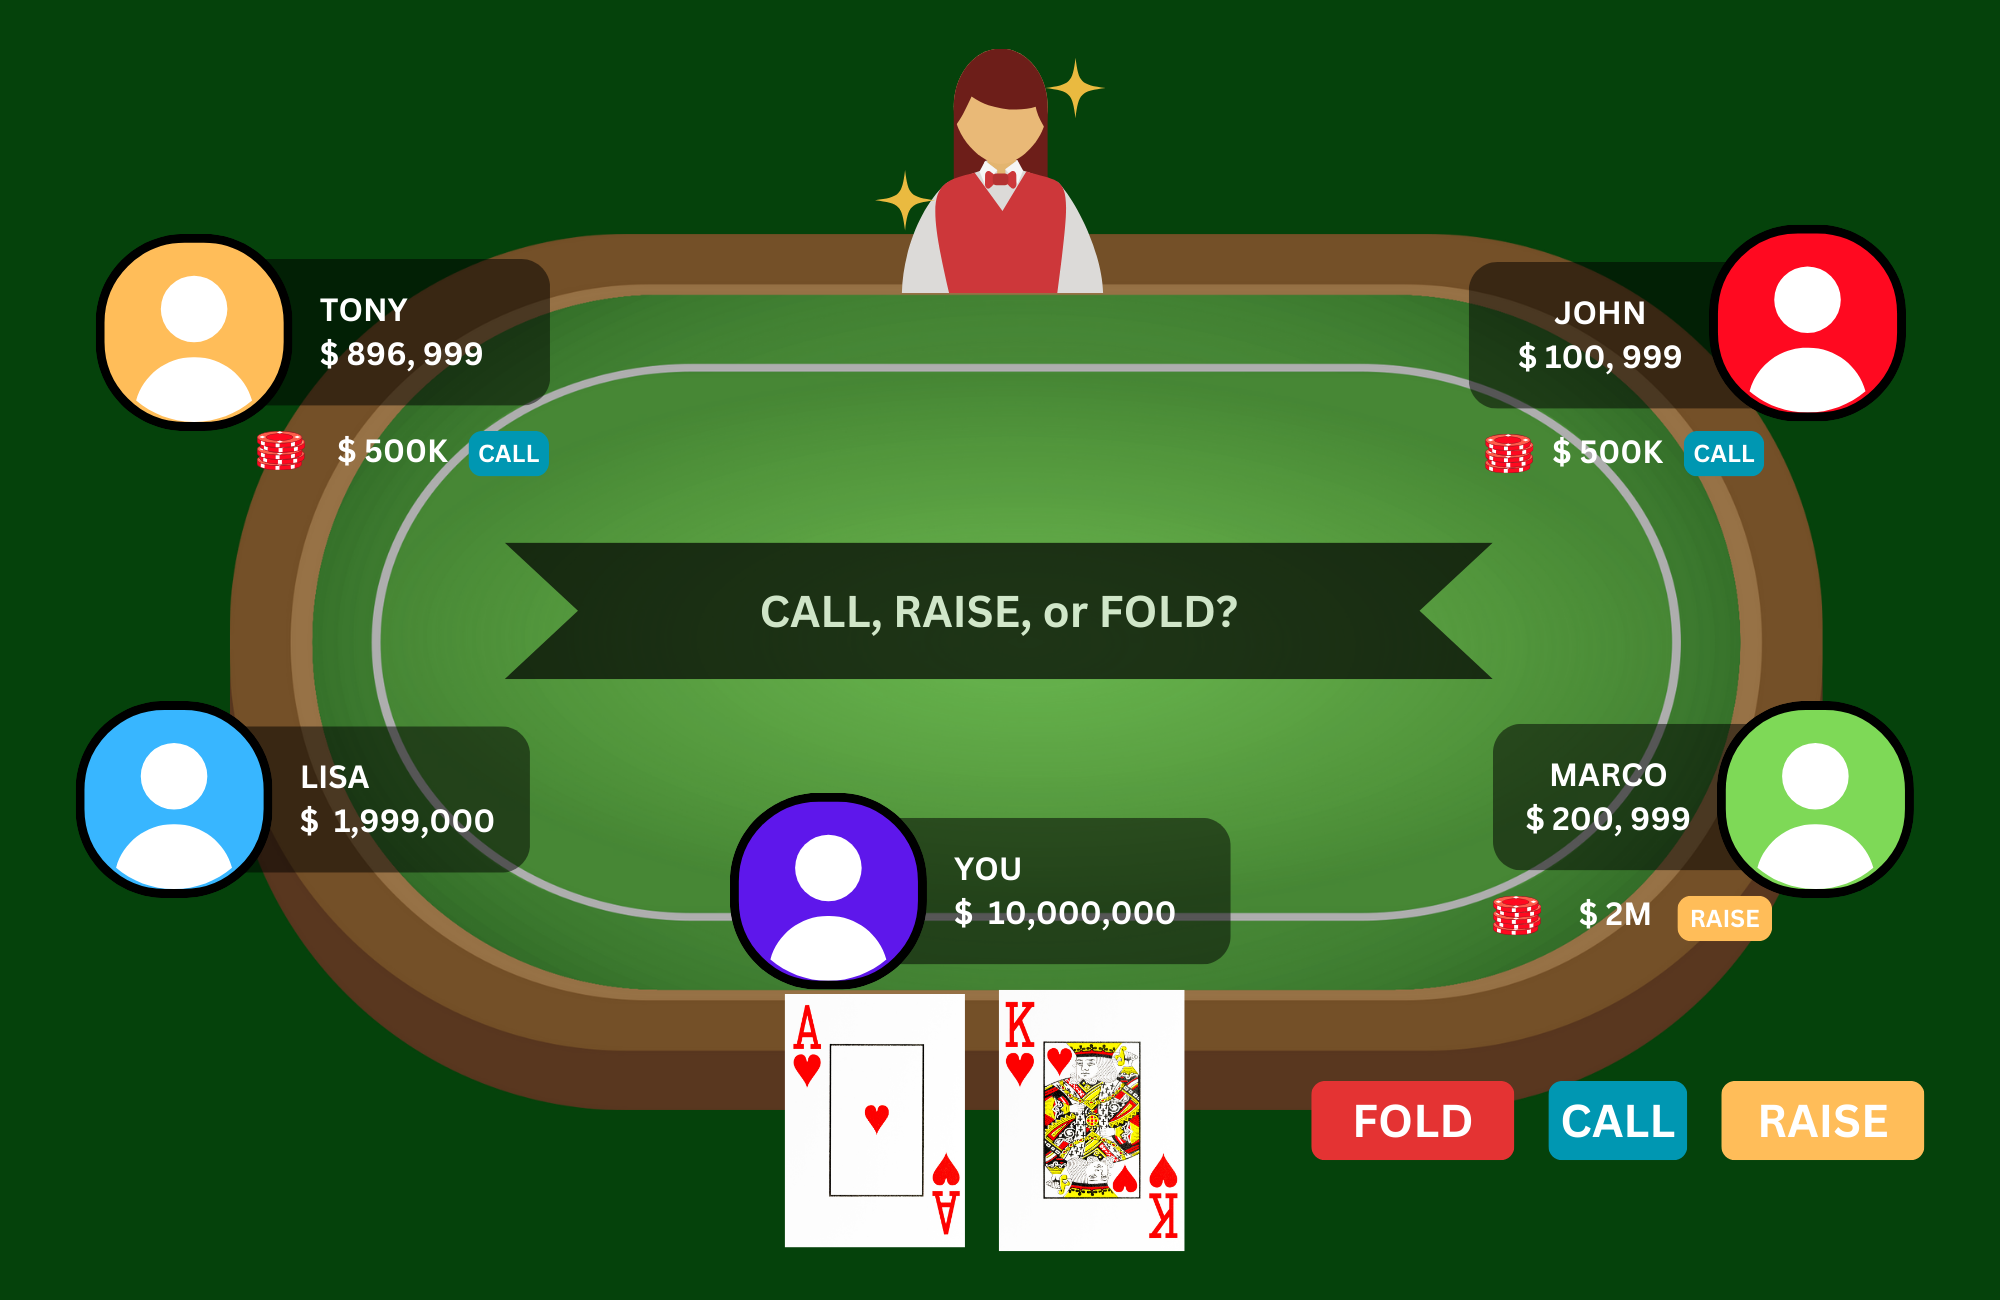 TONY
$ 896, 999
$ 500K CALL
JOHN
$ 100, 999
$ 500K CALL
CALL, RAISE, or FOLD?
LISA
$ 1,999,000
MARCO
$ 200, 999
$ 2M RAISE
YOU
$ 10,000,000
A
A
K
K
FOLD
CALL
RAISE